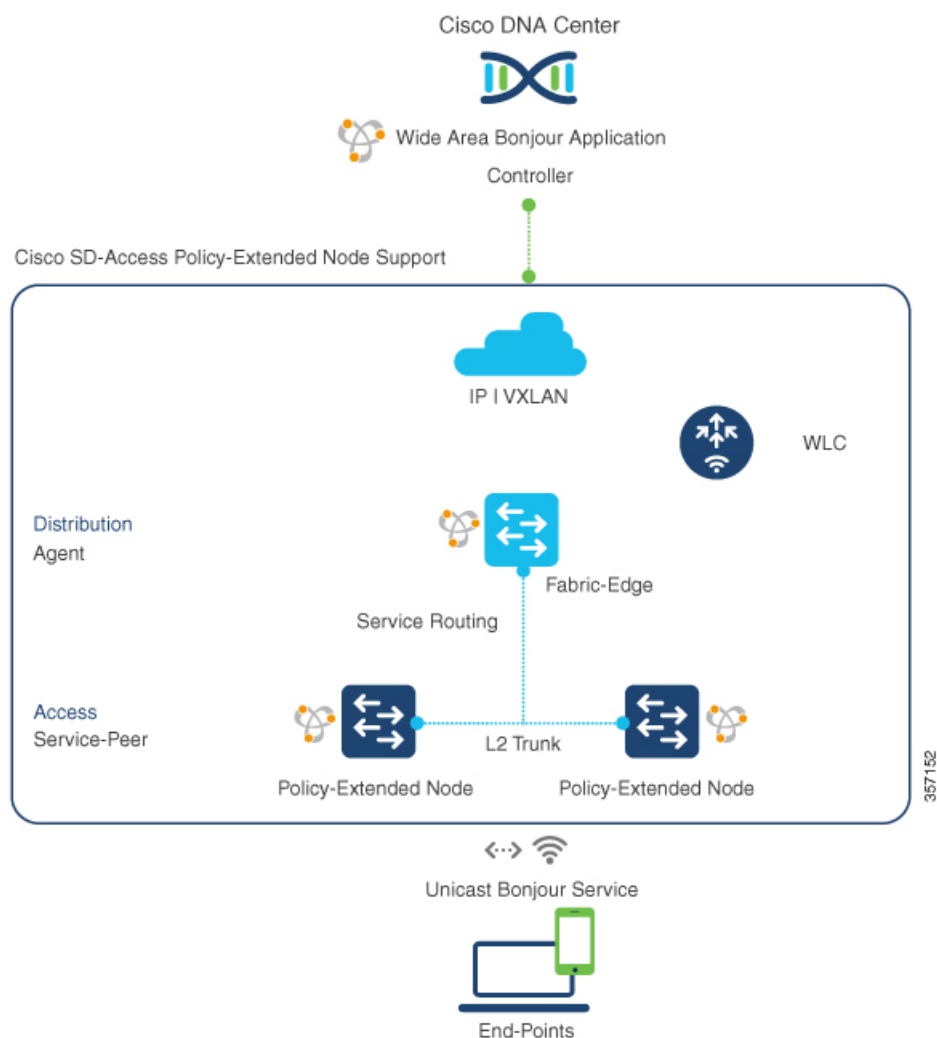 Cisco DNA Center
Wide Area Bonjour Application
Controller
Cisco SD-Access Policy-Extended Node Support
IP | VXLAN
WLC
Distribution
Agent
Fabric-Edge
Service Routing
Access
Service-Peer
L2 Trunk
Policy-Extended Node
Policy-Extended Node
357152
Unicast Bonjour Service
End-Points